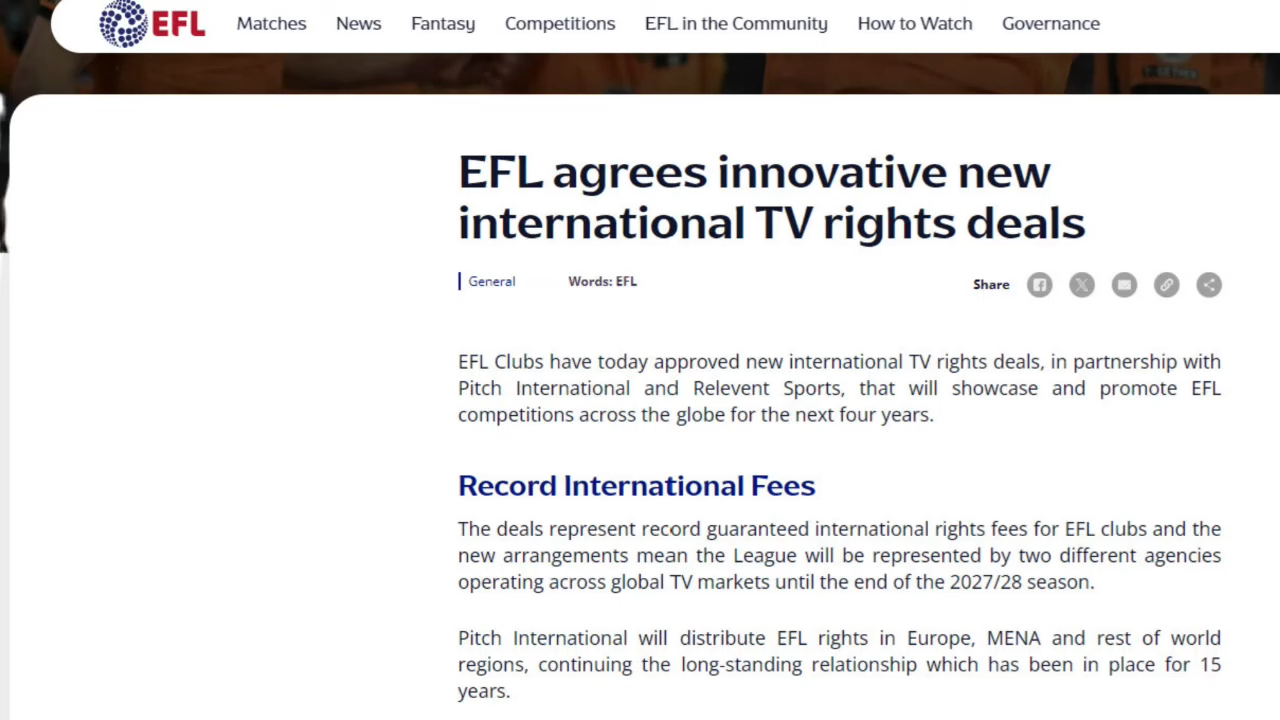 EFL Matches News Fantasy Competitions EFL in the Community How to Watch Governance
EFL agrees innovative new
international TV rights deals
General Words: EFL Share
EFL Clubs have today approved new international TV rights deals, in partnership with
Pitch International and Relevent Sports, that will showcase and promote EFL
competitions across the globe for the next four years.
Record International Fees
The deals represent record guaranteed international rights fees for EFL clubs and the
new arrangements mean the League will be represented by two different agencies
operating across global TV markets until the end of the 2027/28 season.
Pitch International will distribute EFL rights in Europe, MENA and rest of world
regions, continuing the long-standing relationship which has been in place for 15
years.